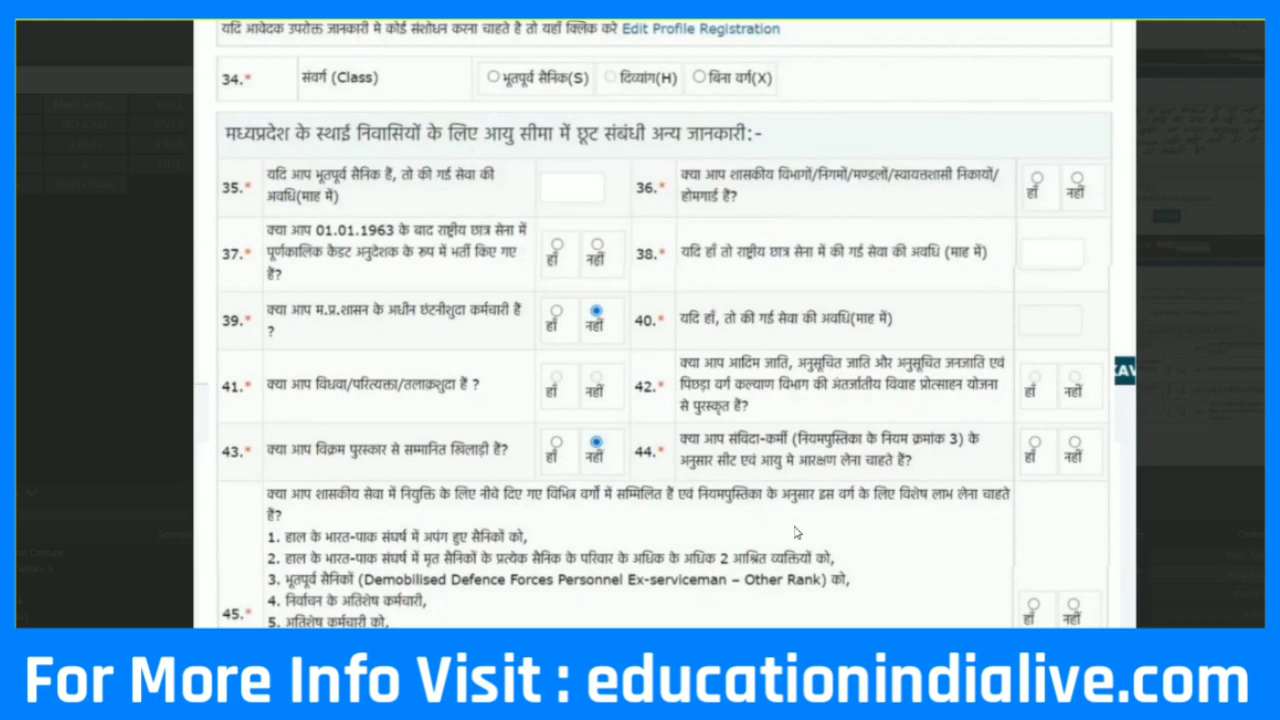 यदि आवेदक उपरोक्त जानकारी मे कोई संशोधन करना चाहते है तो यहाँ क्लिक करे Edit Profile Registration
34.* संवर्ग (Class) भूतपूर्व सैनिक(S) दिव्यांग(H) बिना वर्ग(X)
मध्यप्रदेश के स्थाई निवासियों के लिए आयु सीमा में छूट संबंधी अन्य जानकारी:-
35.* यदि आप भूतपूर्व सैनिक हैं, तो की गई सेवा की
अवधि(माह में)
36.* क्या आप शासकीय विभागों/निगमों/मण्डलों/स्वायतशासी निकायों/
होमगार्ड हैं?
हाँ नहीं
37.* क्या आप 01.01.1963 के बाद राष्ट्रीय छात्र सेना में
पूर्णकालिक कैडट अनुदेशक के रूप में भर्ती किए गए
हैं?
हाँ नहीं
38.* यदि हाँ तो राष्ट्रीय छात्र सेना में की गई सेवा की अवधि (माह में)
39.* क्या आप म.प्र.शासन के अधीन छंटनीशुदा कर्मचारी हैं
?
हाँ नहीं
40.* यदि हाँ, तो की गई सेवा की अवधि(माह में)
41.* क्या आप विधवा/परित्यक्ता/तलाकशुदा हैं ?
हाँ नहीं
42.* क्या आप आदिम जाति, अनुसूचित जाति और अनुसूचित जनजाति एवं
पिछड़ा वर्ग कल्याण विभाग की अंतर्जातीय विवाह प्रोत्साहन योजना
से पुरस्कृत हैं?
हाँ नहीं
43.* क्या आप विक्रम पुरस्कार से सम्मानित खिलाड़ी हैं?
हाँ नहीं
44.* क्या आप संविदा-कर्मी (नियमपुस्तिका के नियम क्रमांक 3) के
अनुसार सीट एवं आयु मे आरक्षण लेना चाहते हैं?
हाँ नहीं
45.* क्या आप शासकीय सेवा में नियुक्ति के लिए नीचे दिए गए विभिन्न वर्गों में सम्मिलित हैं एवं नियमपुस्तिका के अनुसार इस वर्ग के लिए विशेष लाभ लेना चाहते
हैं?
1. हाल के भारत-पाक संघर्ष में अपंग हुए सैनिकों को,
2. हाल के भारत-पाक संघर्ष में मृत सैनिकों के प्रत्येक सैनिक के परिवार के अधिक के अधिक 2 आश्रित व्यक्तियों को,
3. भूतपूर्व सैनिकों (Demobilised Defence Forces Personnel Ex-serviceman – Other Rank) को,
4. निर्वाचन के अतिशेष कर्मचारी,
5. अतिशेष कर्मचारी को,
हाँ नहीं
For More Info Visit : educationindialive.com